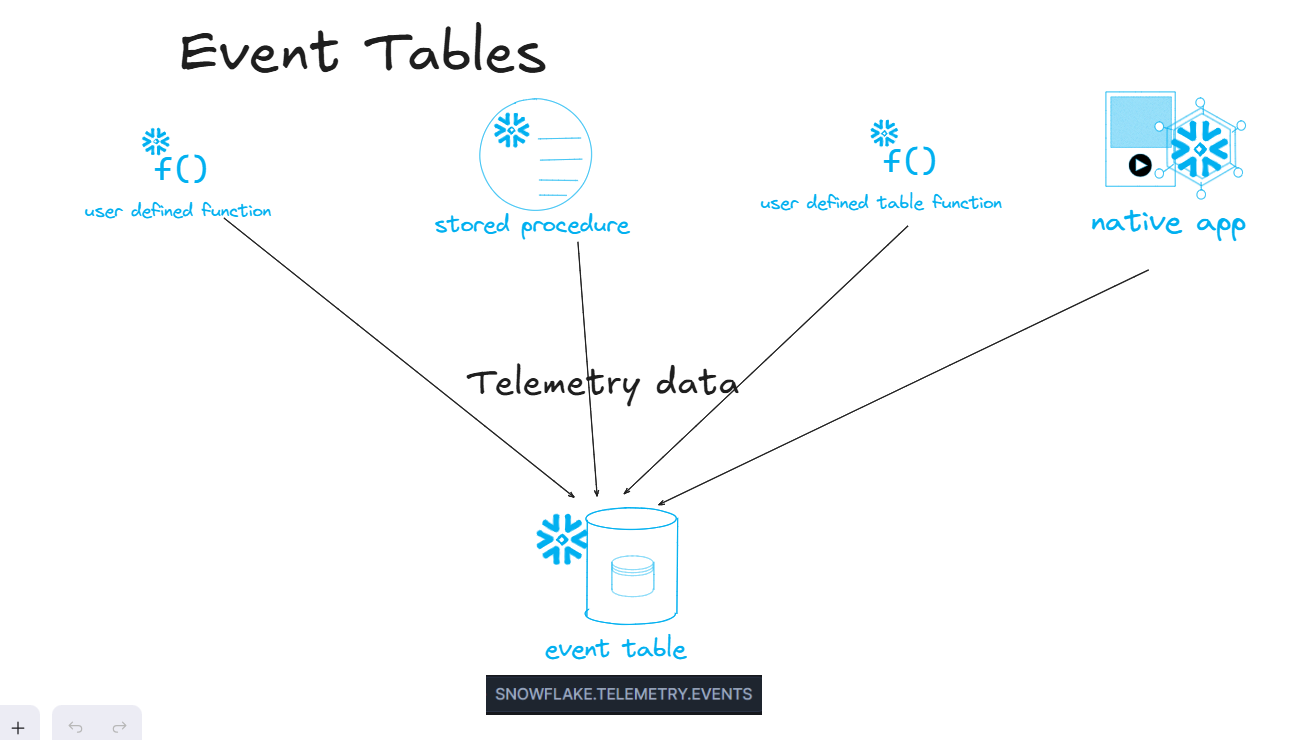 Event Tables
f()
user defined function
stored procedure
f()
user defined table function
native app
Telemetry data
event table
SNOWFLAKE.TELEMETRY.EVENTS